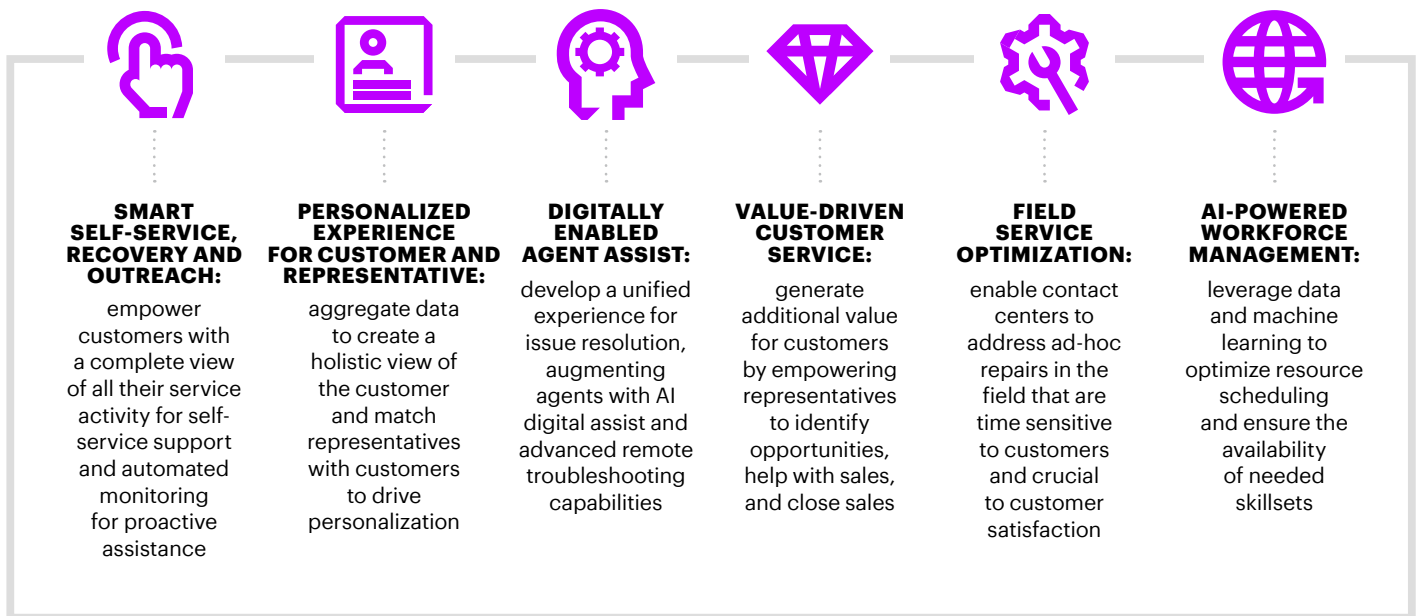 SMART
SELF-SERVICE,
RECOVERY AND
OUTREACH:
empower
customers with
a complete view
of all their service
activity for self-
service support
and automated
monitoring
for proactive
assistance
PERSONALIZED
EXPERIENCE
FOR CUSTOMER AND
REPRESENTATIVE:
aggregate data
to create a
holistic view of
the customer
and match
representatives
with customers
to drive
personalization
DIGITALLY
ENABLED
AGENT ASSIST:
develop a unified
experience for
issue resolution,
augmenting
agents with AI
digital assist and
advanced remote
troubleshooting
capabilities
VALUE-DRIVEN
CUSTOMER
SERVICE:
generate
additional value
for customers
by empowering
representatives
to identify
opportunities,
help with sales,
and close sales
FIELD
SERVICE
OPTIMIZATION:
enable contact
centers to
address ad-hoc
repairs in the
field that are
time sensitive
to customers
and crucial
to customer
satisfaction
AI-POWERED
WORKFORCE
MANAGEMENT:
leverage data
and machine
learning to
optimize resource
scheduling
and ensure the
availability
of needed
skillsets